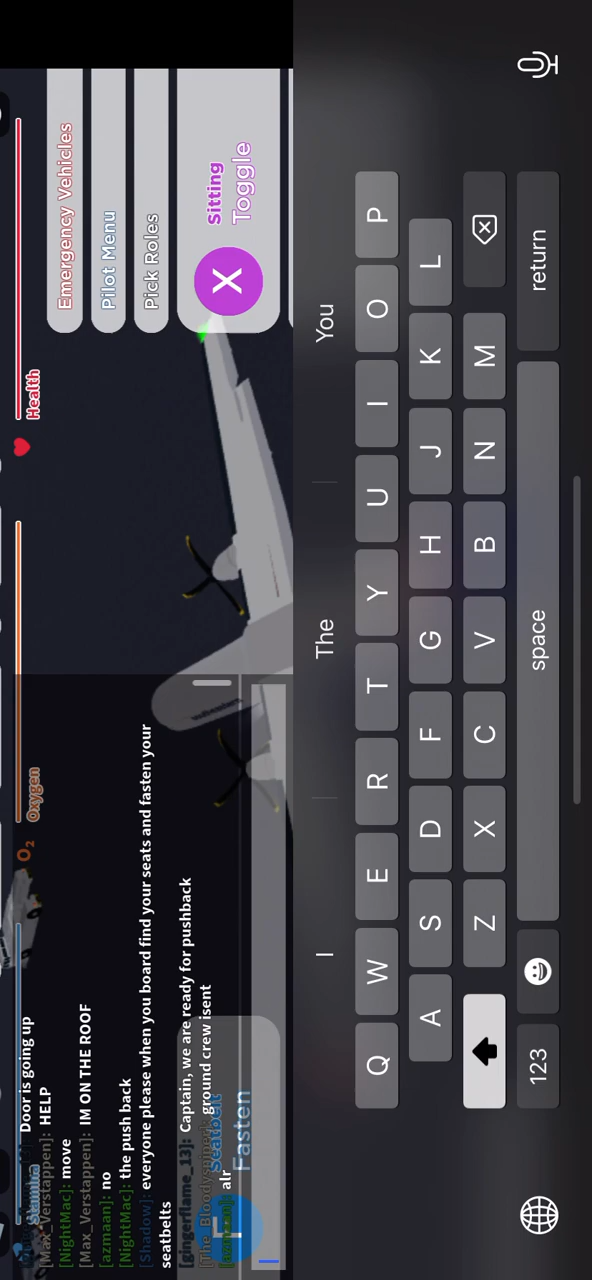 Health
Oxygen
O₂
Stamina
Emergency Vehicles
Pilot Menu
Pick Roles
X
Sitting
Toggle
Door is going up
[Max_Verstappen]: HELP
[NightMac]: move
[Max_Verstappen]: IM ON THE ROOF
[azmaan]: no
[NightMac]: the push back
[Shadow]: everyone please when you board find your seats and fasten your
seatbelts
[gingerflame_13]: Captain, we are ready for pushback
ground crew isent
[azmaan]: alr
Seatbelt
Fasten
I
The
You
Q W E R T Y U I O P
A S D F G H J K L
Z X C V B N M
123
space
return